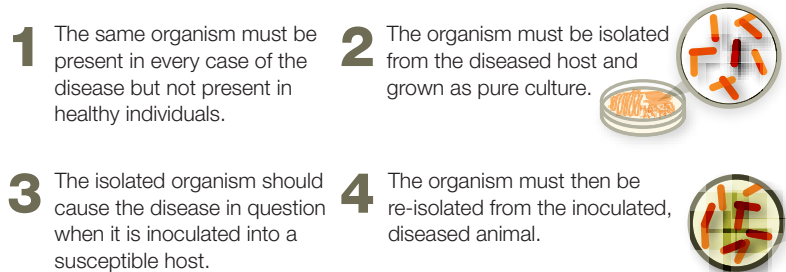 1
The same organism must be
present in every case of the
disease but not present in
healthy individuals.
2
The organism must be isolated
from the diseased host and
grown as pure culture.
3
The isolated organism should
cause the disease in question
when it is inoculated into a
susceptible host.
4
The organism must then be
re-isolated from the inoculated,
diseased animal.